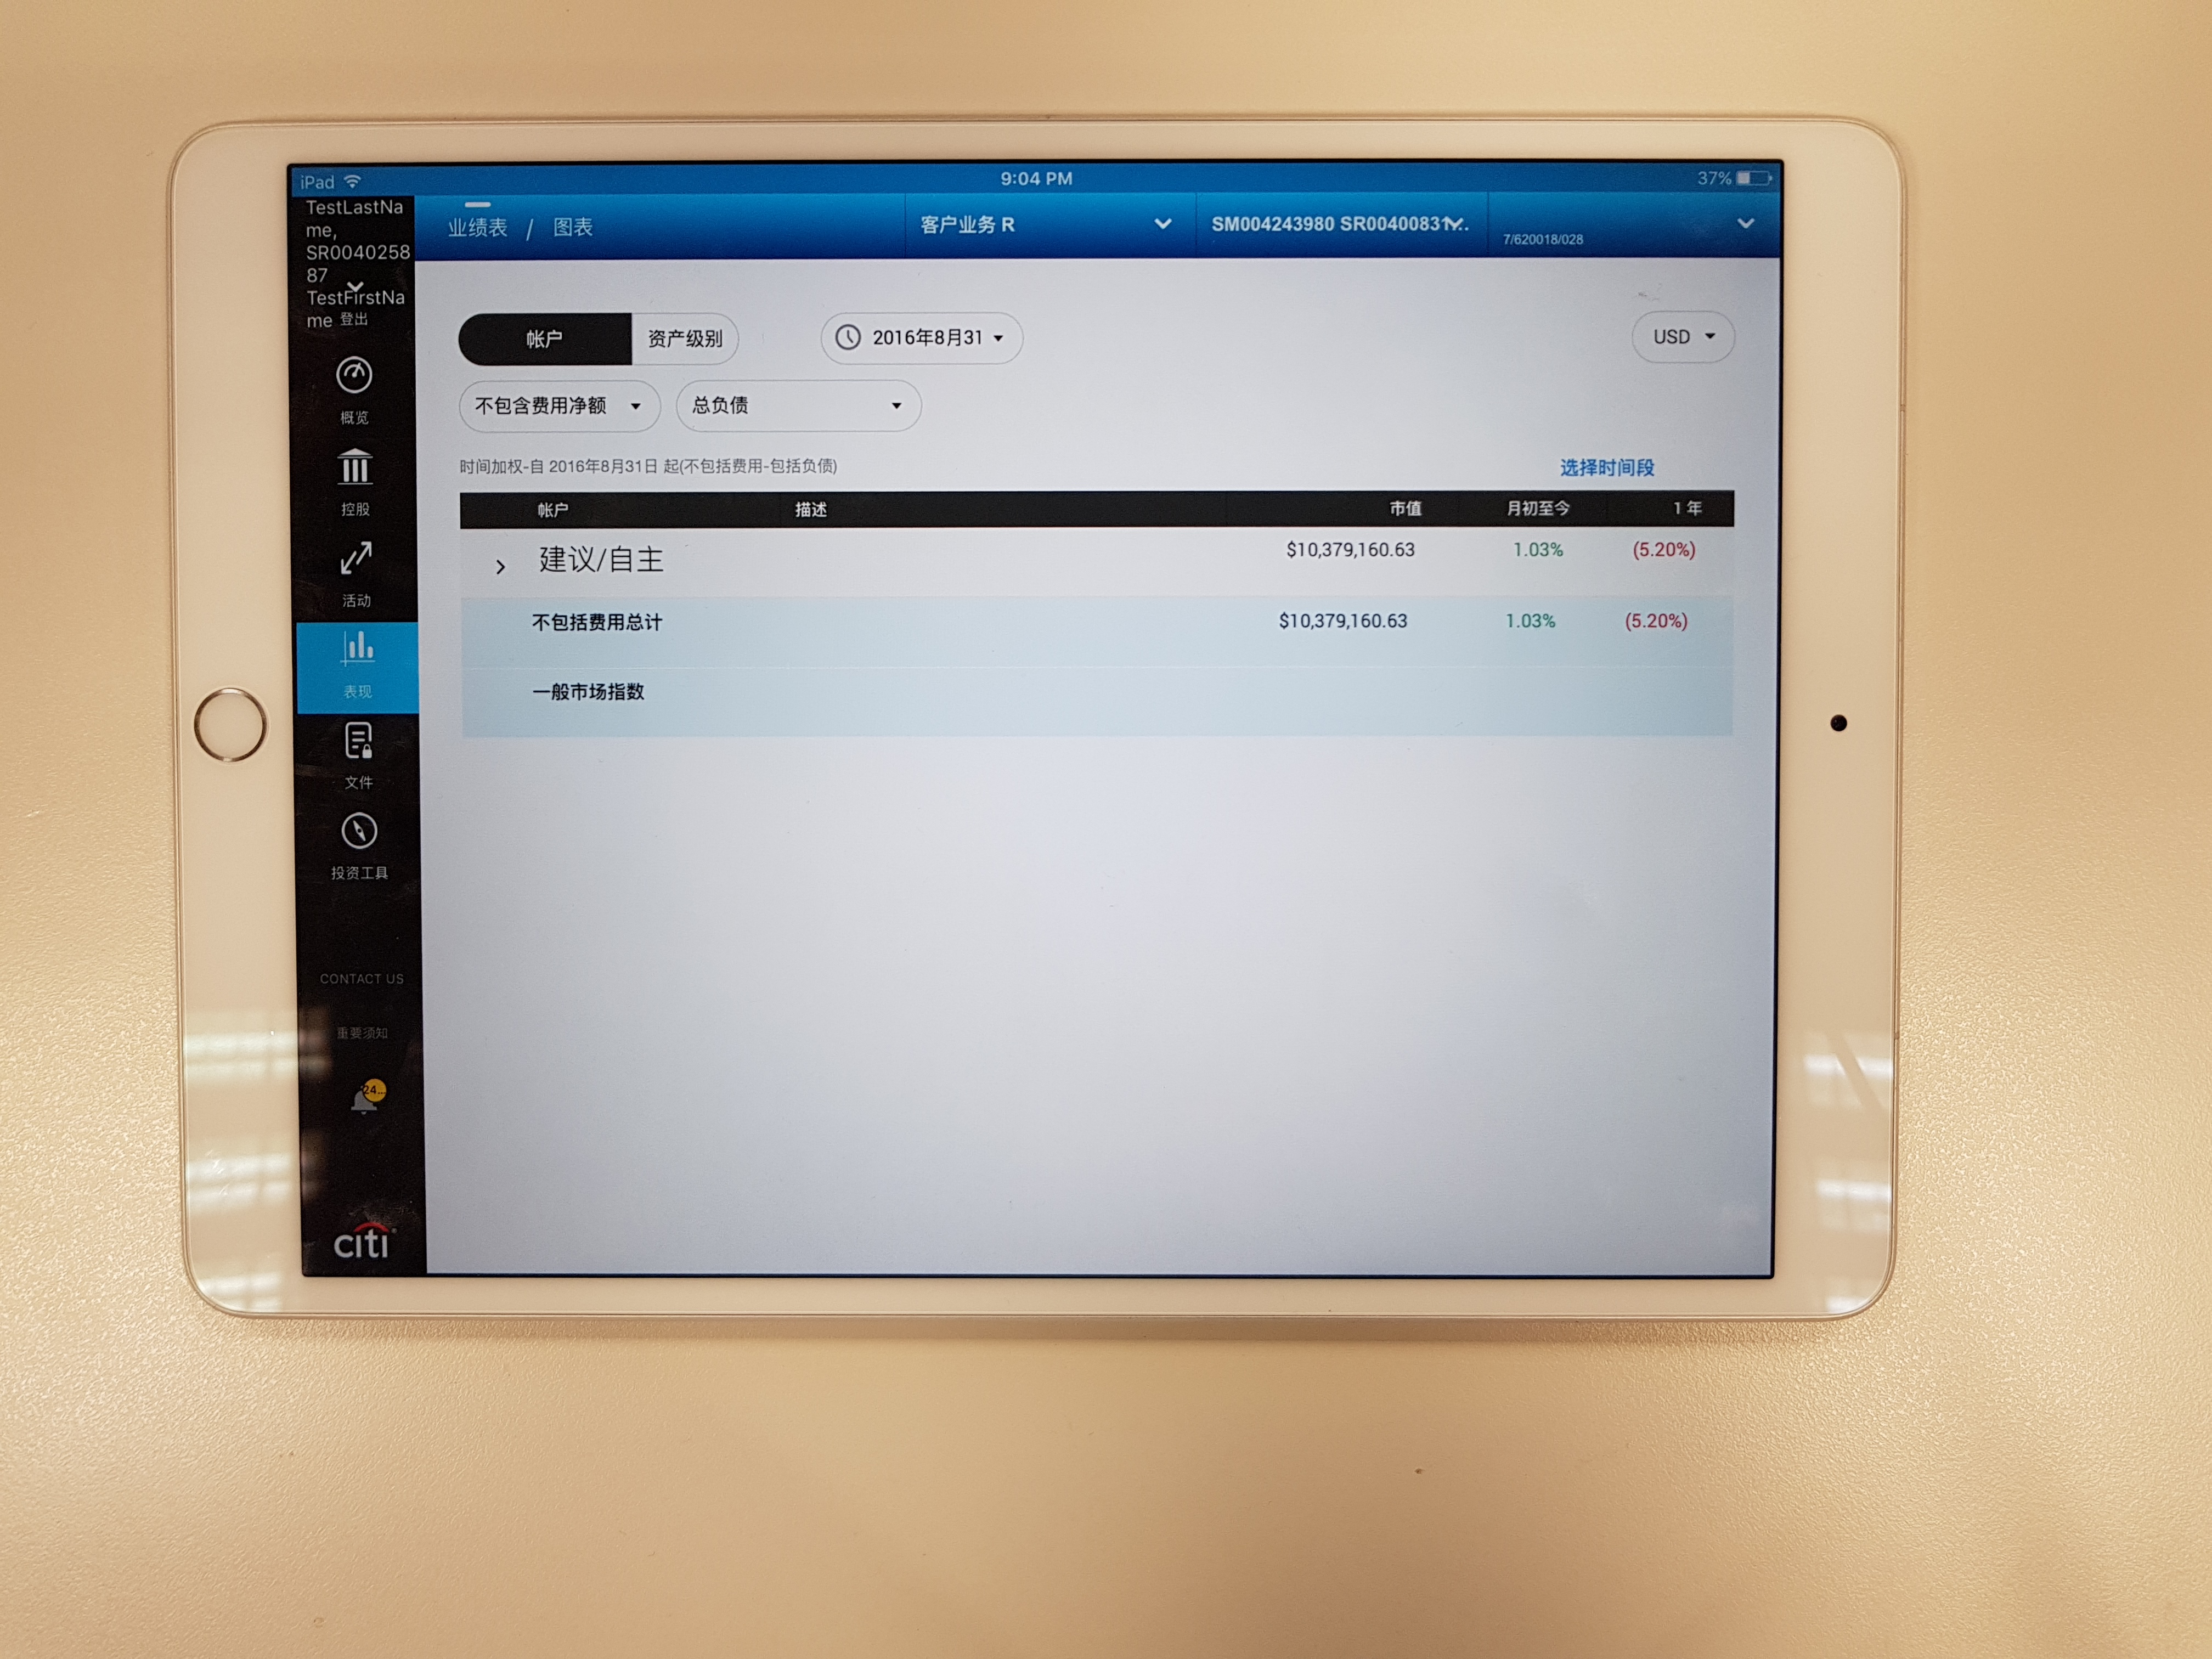 iPad
9:04 PM
37%
TestLastNa
me,
SR0040258
87
TestFirstNa
me 登出
概览
控股
活动
表现
文件
投资工具
CONTACT US
重要须知
24...
citi
业绩表 / 图表
客户业务 R
SM004243980 SR00400831...
7/620018/028
帐户 资产级别
2016年8月31
USD
不包含费用净额
总负债
时间加权-自 2016年8月31日 起(不包括费用-包括负债)
选择时间段
帐户 描述 市值 月初至今 1 年
建议/自主 $10,379,160.63 1.03% (5.20%)
不包括费用总计 $10,379,160.63 1.03% (5.20%)
一般市场指数